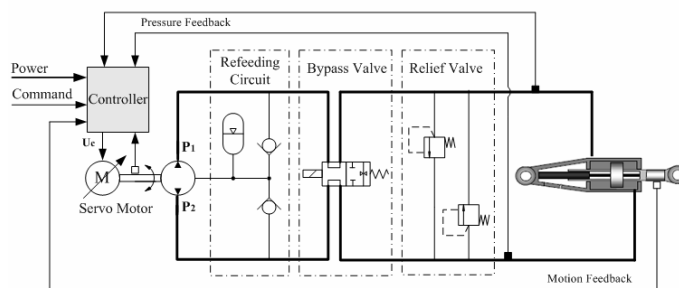 Pressure Feedback
Power
Command
Controller
Refeeding
Circuit
Bypass Valve
Relief Valve
Uc
P1
M
P2
Servo Motor
Motion Feedback